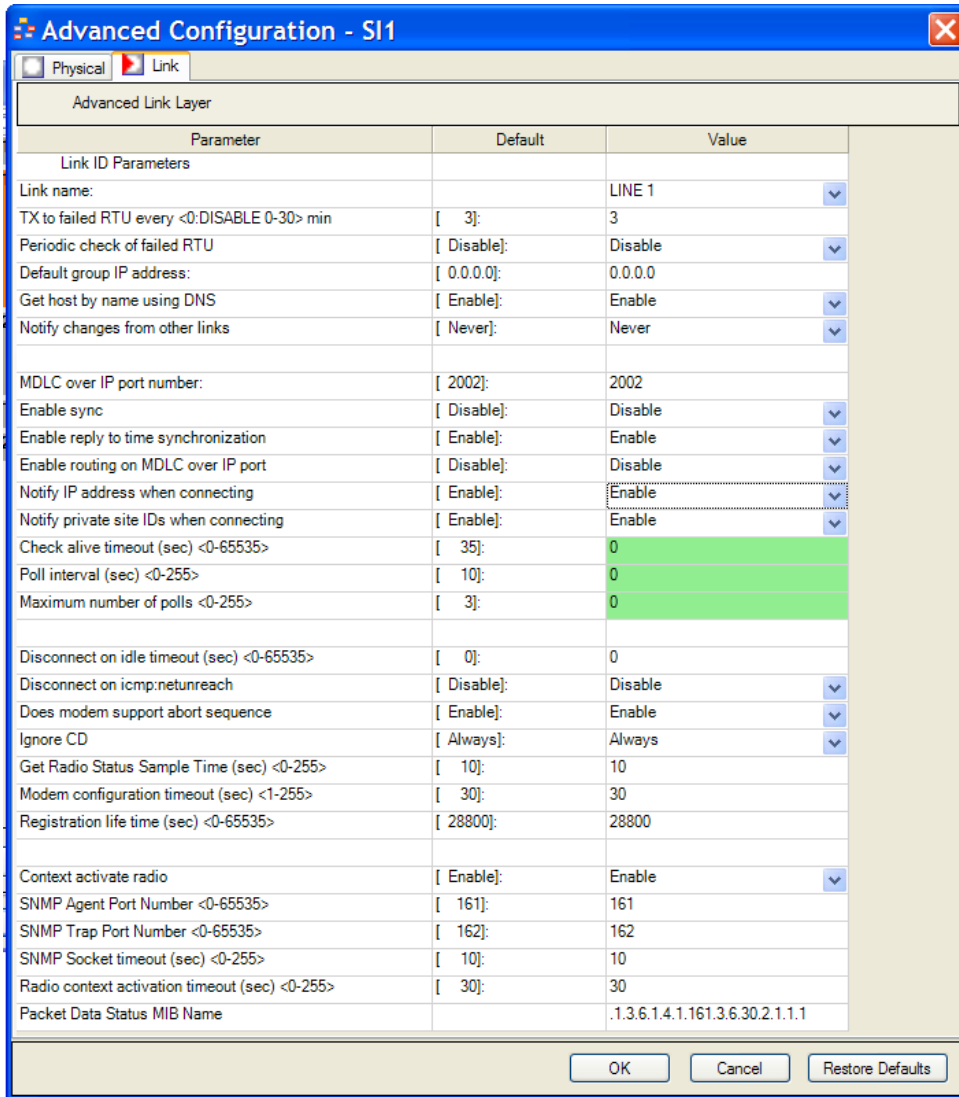 Advanced Configuration - SI1
Physical Link
Advanced Link Layer
Parameter Default Value
Link ID Parameters
Link name: LINE 1
TX to failed RTU every <0:DISABLE 0-30> min [ 3]: 3
Periodic check of failed RTU [ Disable]: Disable
Default group IP address: [ 0.0.0.0]: 0.0.0.0
Get host by name using DNS [ Enable]: Enable
Notify changes from other links [ Never]: Never
MDLC over IP port number: [ 2002]: 2002
Enable sync [ Disable]: Disable
Enable reply to time synchronization [ Enable]: Enable
Enable routing on MDLC over IP port [ Disable]: Disable
Notify IP address when connecting [ Enable]: Enable
Notify private site IDs when connecting [ Enable]: Enable
Check alive timeout (sec) <0-65535> [ 35]: 0
Poll interval (sec) <0-255> [ 10]: 0
Maximum number of polls <0-255> [ 3]: 0
Disconnect on idle timeout (sec) <0-65535> [ 0]: 0
Disconnect on icmp:netunreach [ Disable]: Disable
Does modem support abort sequence [ Enable]: Enable
Ignore CD [ Always]: Always
Get Radio Status Sample Time (sec) <0-255> [ 10]: 10
Modem configuration timeout (sec) <1-255> [ 30]: 30
Registration life time (sec) <0-65535> [ 28800]: 28800
Context activate radio [ Enable]: Enable
SNMP Agent Port Number <0-65535> [ 161]: 161
SNMP Trap Port Number <0-65535> [ 162]: 162
SNMP Socket timeout (sec) <0-255> [ 10]: 10
Radio context activation timeout (sec) <0-255> [ 30]: 30
Packet Data Status MIB Name .1.3.6.1.4.1.161.3.6.30.2.1.1.1
OK Cancel Restore Defaults